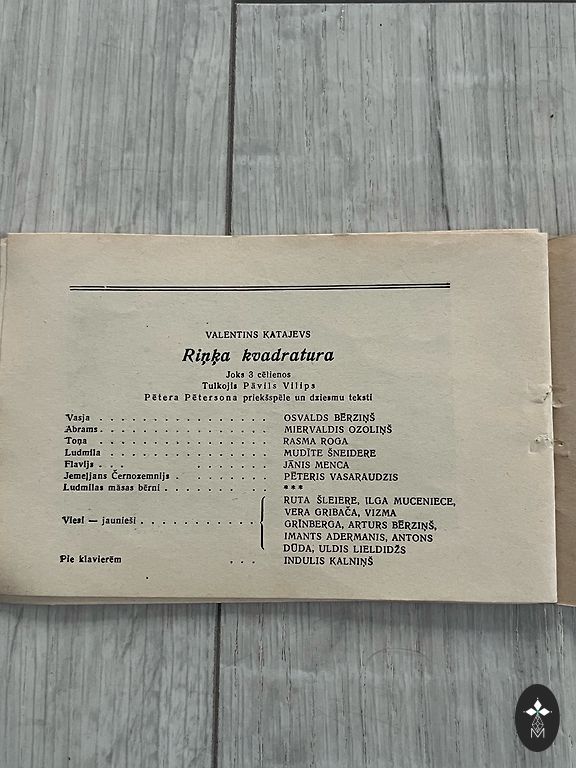 VALENTINS KATAJEVS
Riņķa kvadratura
Joks 3 cēlienos
Tulkojis Pāvils Vīlips
Pētera Pētersona priekšspēle un dziesmu teksti
Vasja . . . . . . . . . . . . . . . . . OSVALDS BĒRZIŅŠ
Abrams . . . . . . . . . . . . . . . . . MIERVALDIS OZOLIŅŠ
Toņa . . . . . . . . . . . . . . . . . RASMA ROGA
Ludmila . . . . . . . . . . . . . . . . MUDĪTE ŠNEIDERE
Flavijs . . . . . . . . . . . . . . . . JĀNIS MENCA
Jemeļjans Černozemnijs . . . . . . . . . PĒTERIS VASARAUDZIS
Ludmilas māsas bērni . . . . . . . . . . ***
Viesi — jaunieši . . . . . . . . . . . . RUTA ŠLEIERE, ILGA MUCENIECE,
VERA GRIBAČA, VIZMA
GRĪNBERGA, ARTURS BĒRZIŅŠ,
IMANTS ADERMANIS, ANTONS
DŪDA, ULDIS LIELDIDŽS
Pie klavierēm . . . INDULIS KALNIŅŠ
M